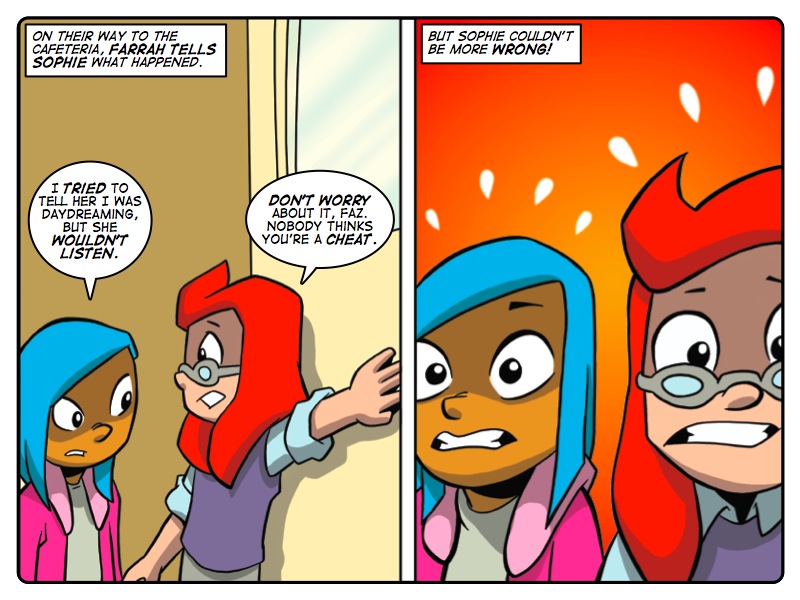 ON THEIR WAY TO THE
CAFETERIA, FARRAH TELLS
SOPHIE WHAT HAPPENED.
I TRIED TO
TELL HER I WAS
DAYDREAMING,
BUT SHE
WOULDN'T
LISTEN.
DON'T WORRY
ABOUT IT, FAZ.
NOBODY THINKS
YOU'RE A CHEAT.
BUT SOPHIE COULDN'T
BE MORE WRONG!